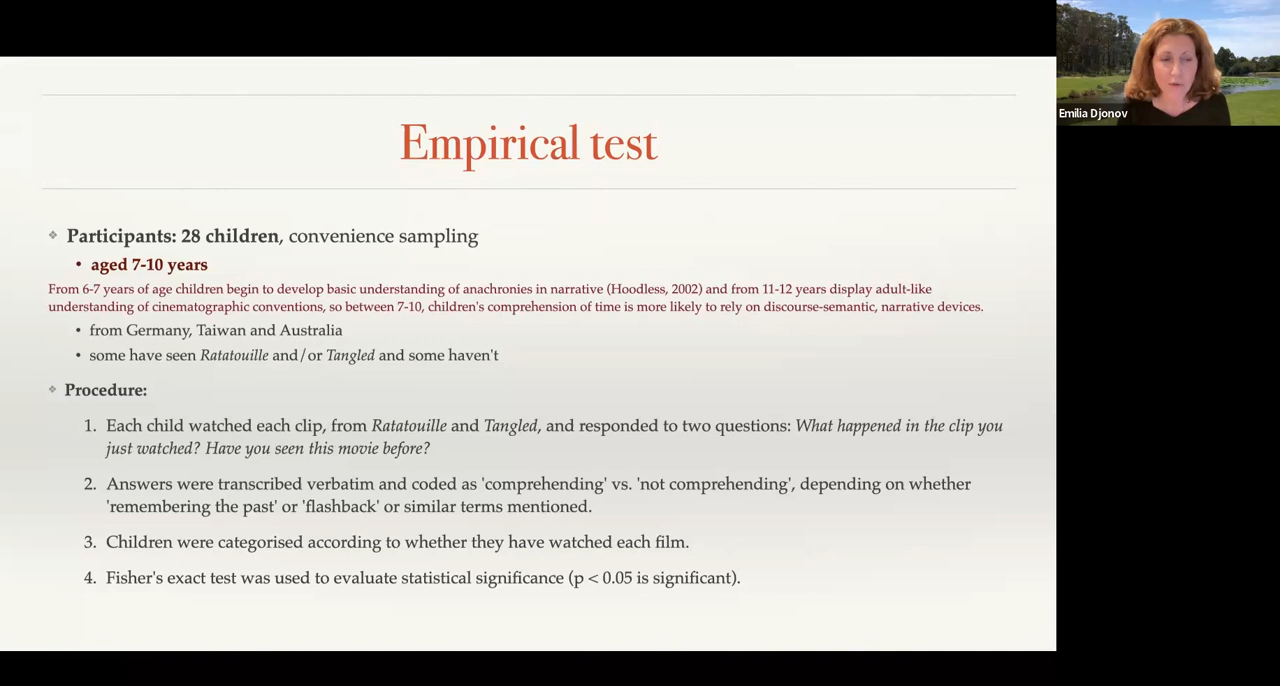 Empirical test
❖ Participants: 28 children, convenience sampling
• aged 7-10 years
From 6-7 years of age children begin to develop basic understanding of anachronies in narrative (Hoodless, 2002) and from 11-12 years display adult-like
understanding of cinematographic conventions, so between 7-10, children's comprehension of time is more likely to rely on discourse-semantic, narrative devices.
• from Germany, Taiwan and Australia
• some have seen Ratatouille and/or Tangled and some haven't
❖ Procedure:
1. Each child watched each clip, from Ratatouille and Tangled, and responded to two questions: What happened in the clip you
just watched? Have you seen this movie before?
2. Answers were transcribed verbatim and coded as 'comprehending' vs. 'not comprehending', depending on whether
'remembering the past' or 'flashback' or similar terms mentioned.
3. Children were categorised according to whether they have watched each film.
4. Fisher's exact test was used to evaluate statistical significance (p < 0.05 is significant).
Emilia Djonov